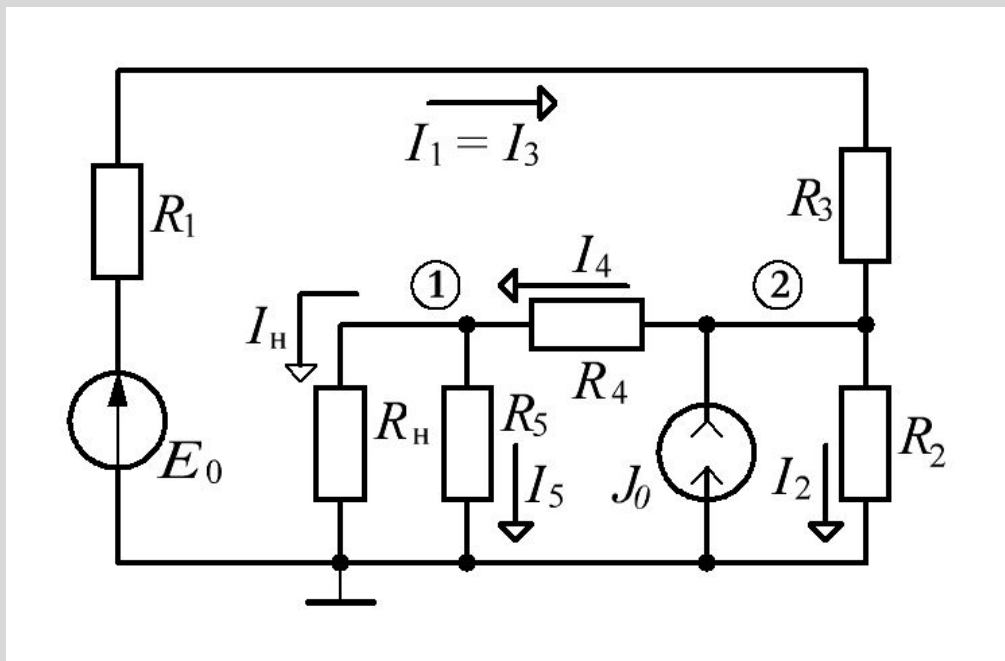 I₁ = I₃
R₁
R₃
I₄
1
2
Iн
R₄
Rн
R₅
R₂
E₀
I₅
J₀
I₂